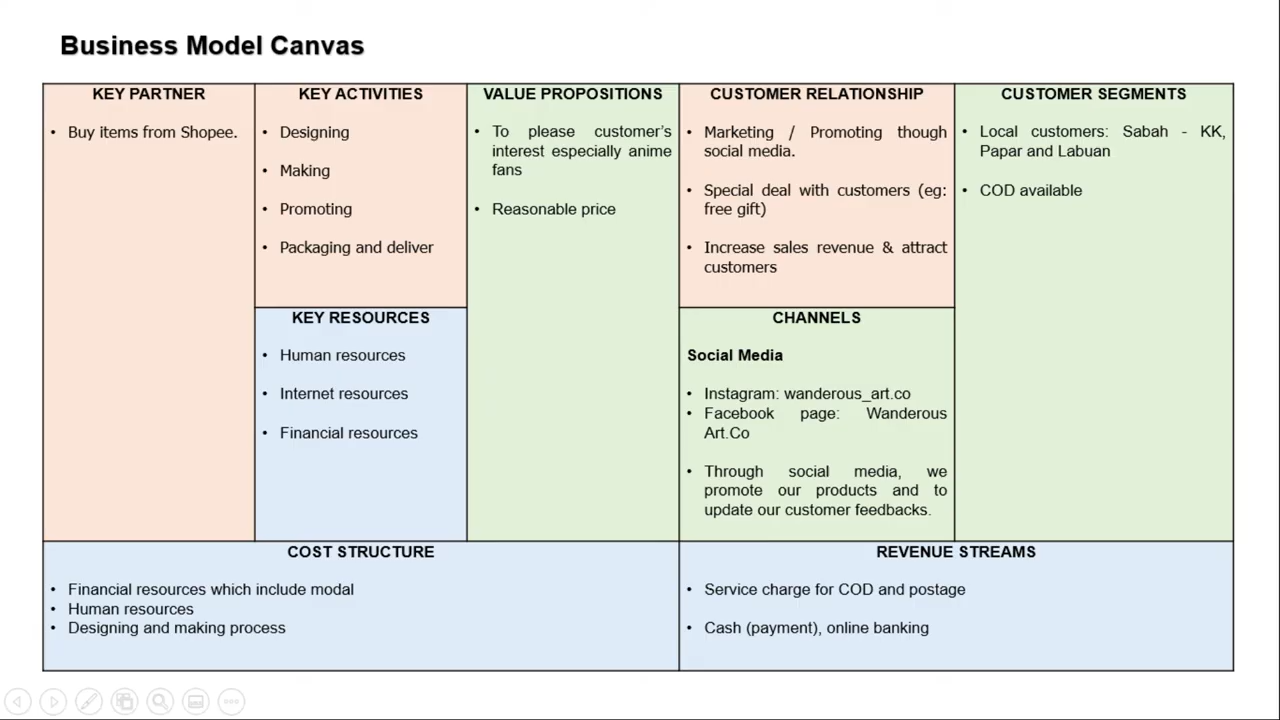 Business Model Canvas
KEY PARTNER
• Buy items from Shopee.
KEY ACTIVITIES
• Designing
• Making
• Promoting
• Packaging and deliver
KEY RESOURCES
• Human resources
• Internet resources
• Financial resources
VALUE PROPOSITIONS
• To please customer's
interest especially anime
fans
• Reasonable price
CUSTOMER RELATIONSHIP
• Marketing / Promoting though
social media.
• Special deal with customers (eg:
free gift)
• Increase sales revenue & attract
customers
CHANNELS
Social Media
• Instagram: wanderous_art.co
• Facebook page: Wanderous
Art.Co
• Through social media, we
promote our products and to
update our customer feedbacks.
CUSTOMER SEGMENTS
• Local customers: Sabah - KK,
Papar and Labuan
• COD available
COST STRUCTURE
• Financial resources which include modal
• Human resources
• Designing and making process
REVENUE STREAMS
• Service charge for COD and postage
• Cash (payment), online banking